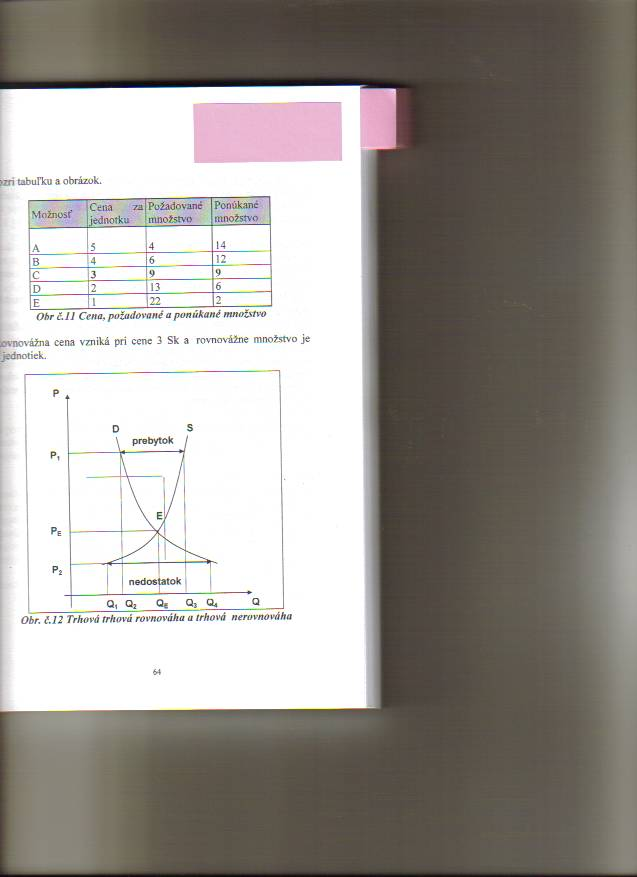 ozri tabuľku a obrázok.
Možnosť Cena za jednotku Požadované množstvo Ponúkané množstvo
A 5 4 14
B 4 6 12
C 3 9 9
D 2 13 6
E 1 22 2
Obr č.11 Cena, požadované a ponúkané množstvo
ovnovážna cena vzniká pri cene 3 Sk a rovnovážne množstvo je
jednotiek.
P
D S
prebytok
P₁
E
Pᴇ
P₂
nedostatok
Q₁ Q₂ Qᴇ Q₃ Q₄ Q
Obr. č.12 Trhová trhová rovnováha a trhová nerovnováha
64